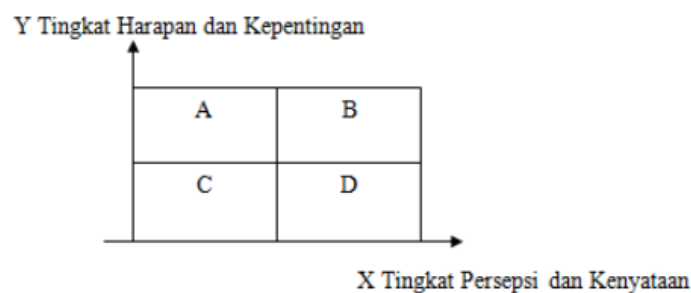 Y Tingkat Harapan dan Kepentingan
A B
C D
X Tingkat Persepsi dan Kenyataan